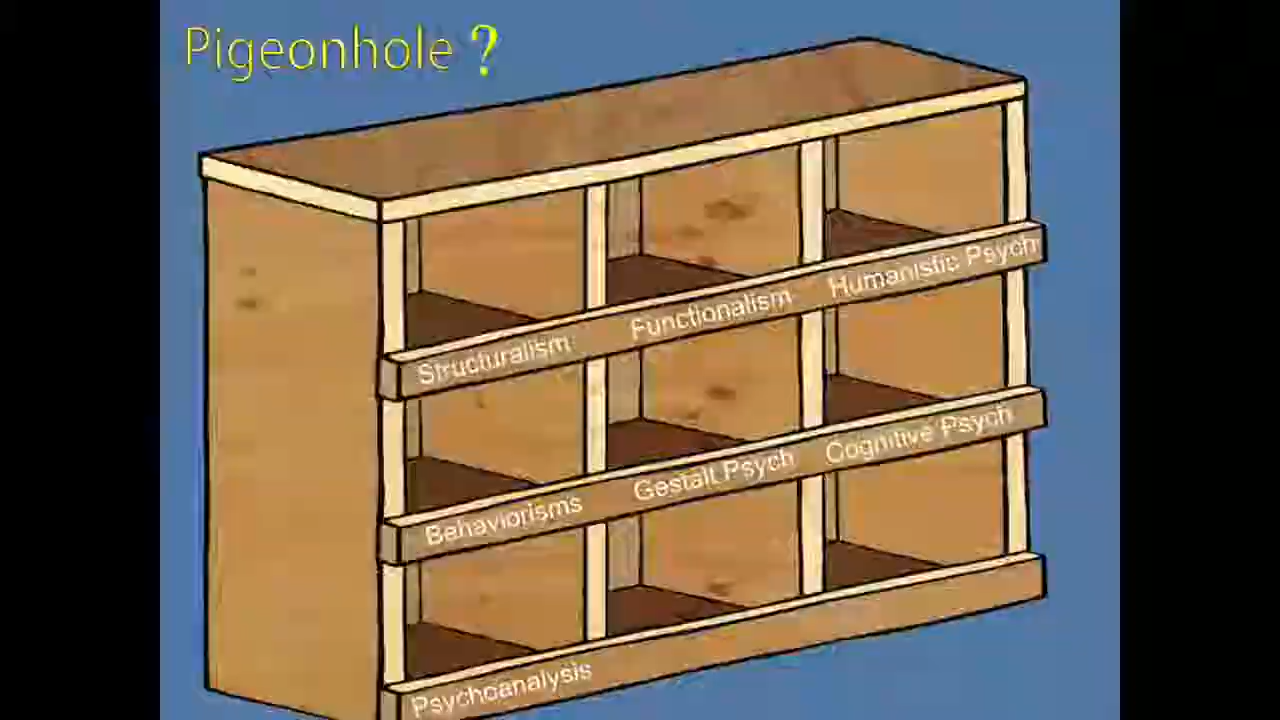 Pigeonhole ?
Structuralism Functionalism Humanistic Psych
Behaviorisms Gestalt Psych Cognitive Psych
Psychoanalysis